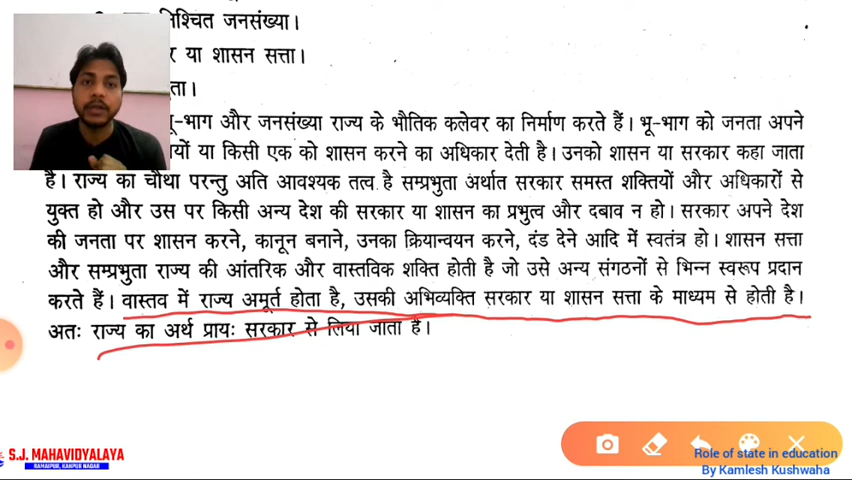 निश्चित जनसंख्या।
या शासन सत्ता।
भू-भाग और जनसंख्या राज्य के भौतिक कलेवर का निर्माण करते हैं। भू-भाग को जनता अपने
या किसी एक को शासन करने का अधिकार देती है। उनको शासन या सरकार कहा जाता
है। राज्य का चौथा परन्तु अति आवश्यक तत्व है सम्प्रभुता अर्थात सरकार समस्त शक्तियों और अधिकारों से
युक्त हो और उस पर किसी अन्य देश की सरकार या शासन का प्रभुत्व और दबाव न हो। सरकार अपने देश
की जनता पर शासन करने, कानून बनाने, उनका क्रियान्वयन करने, दंड देने आदि में स्वतंत्र हो। शासन सत्ता
और सम्प्रभुता राज्य की आंतरिक और वास्तविक शक्ति होती है जो उसे अन्य संगठनों से भिन्न स्वरूप प्रदान
करते हैं। वास्तव में राज्य अमूर्त होता है, उसकी अभिव्यक्ति सरकार या शासन सत्ता के माध्यम से होती है।
अतः राज्य का अर्थ प्रायः सरकार से लिया जाता है।
S.J. MAHAVIDYALAYA
RAMAIPUR, KANPUR NAGAR
Role of state in education
By Kamlesh Kushwaha